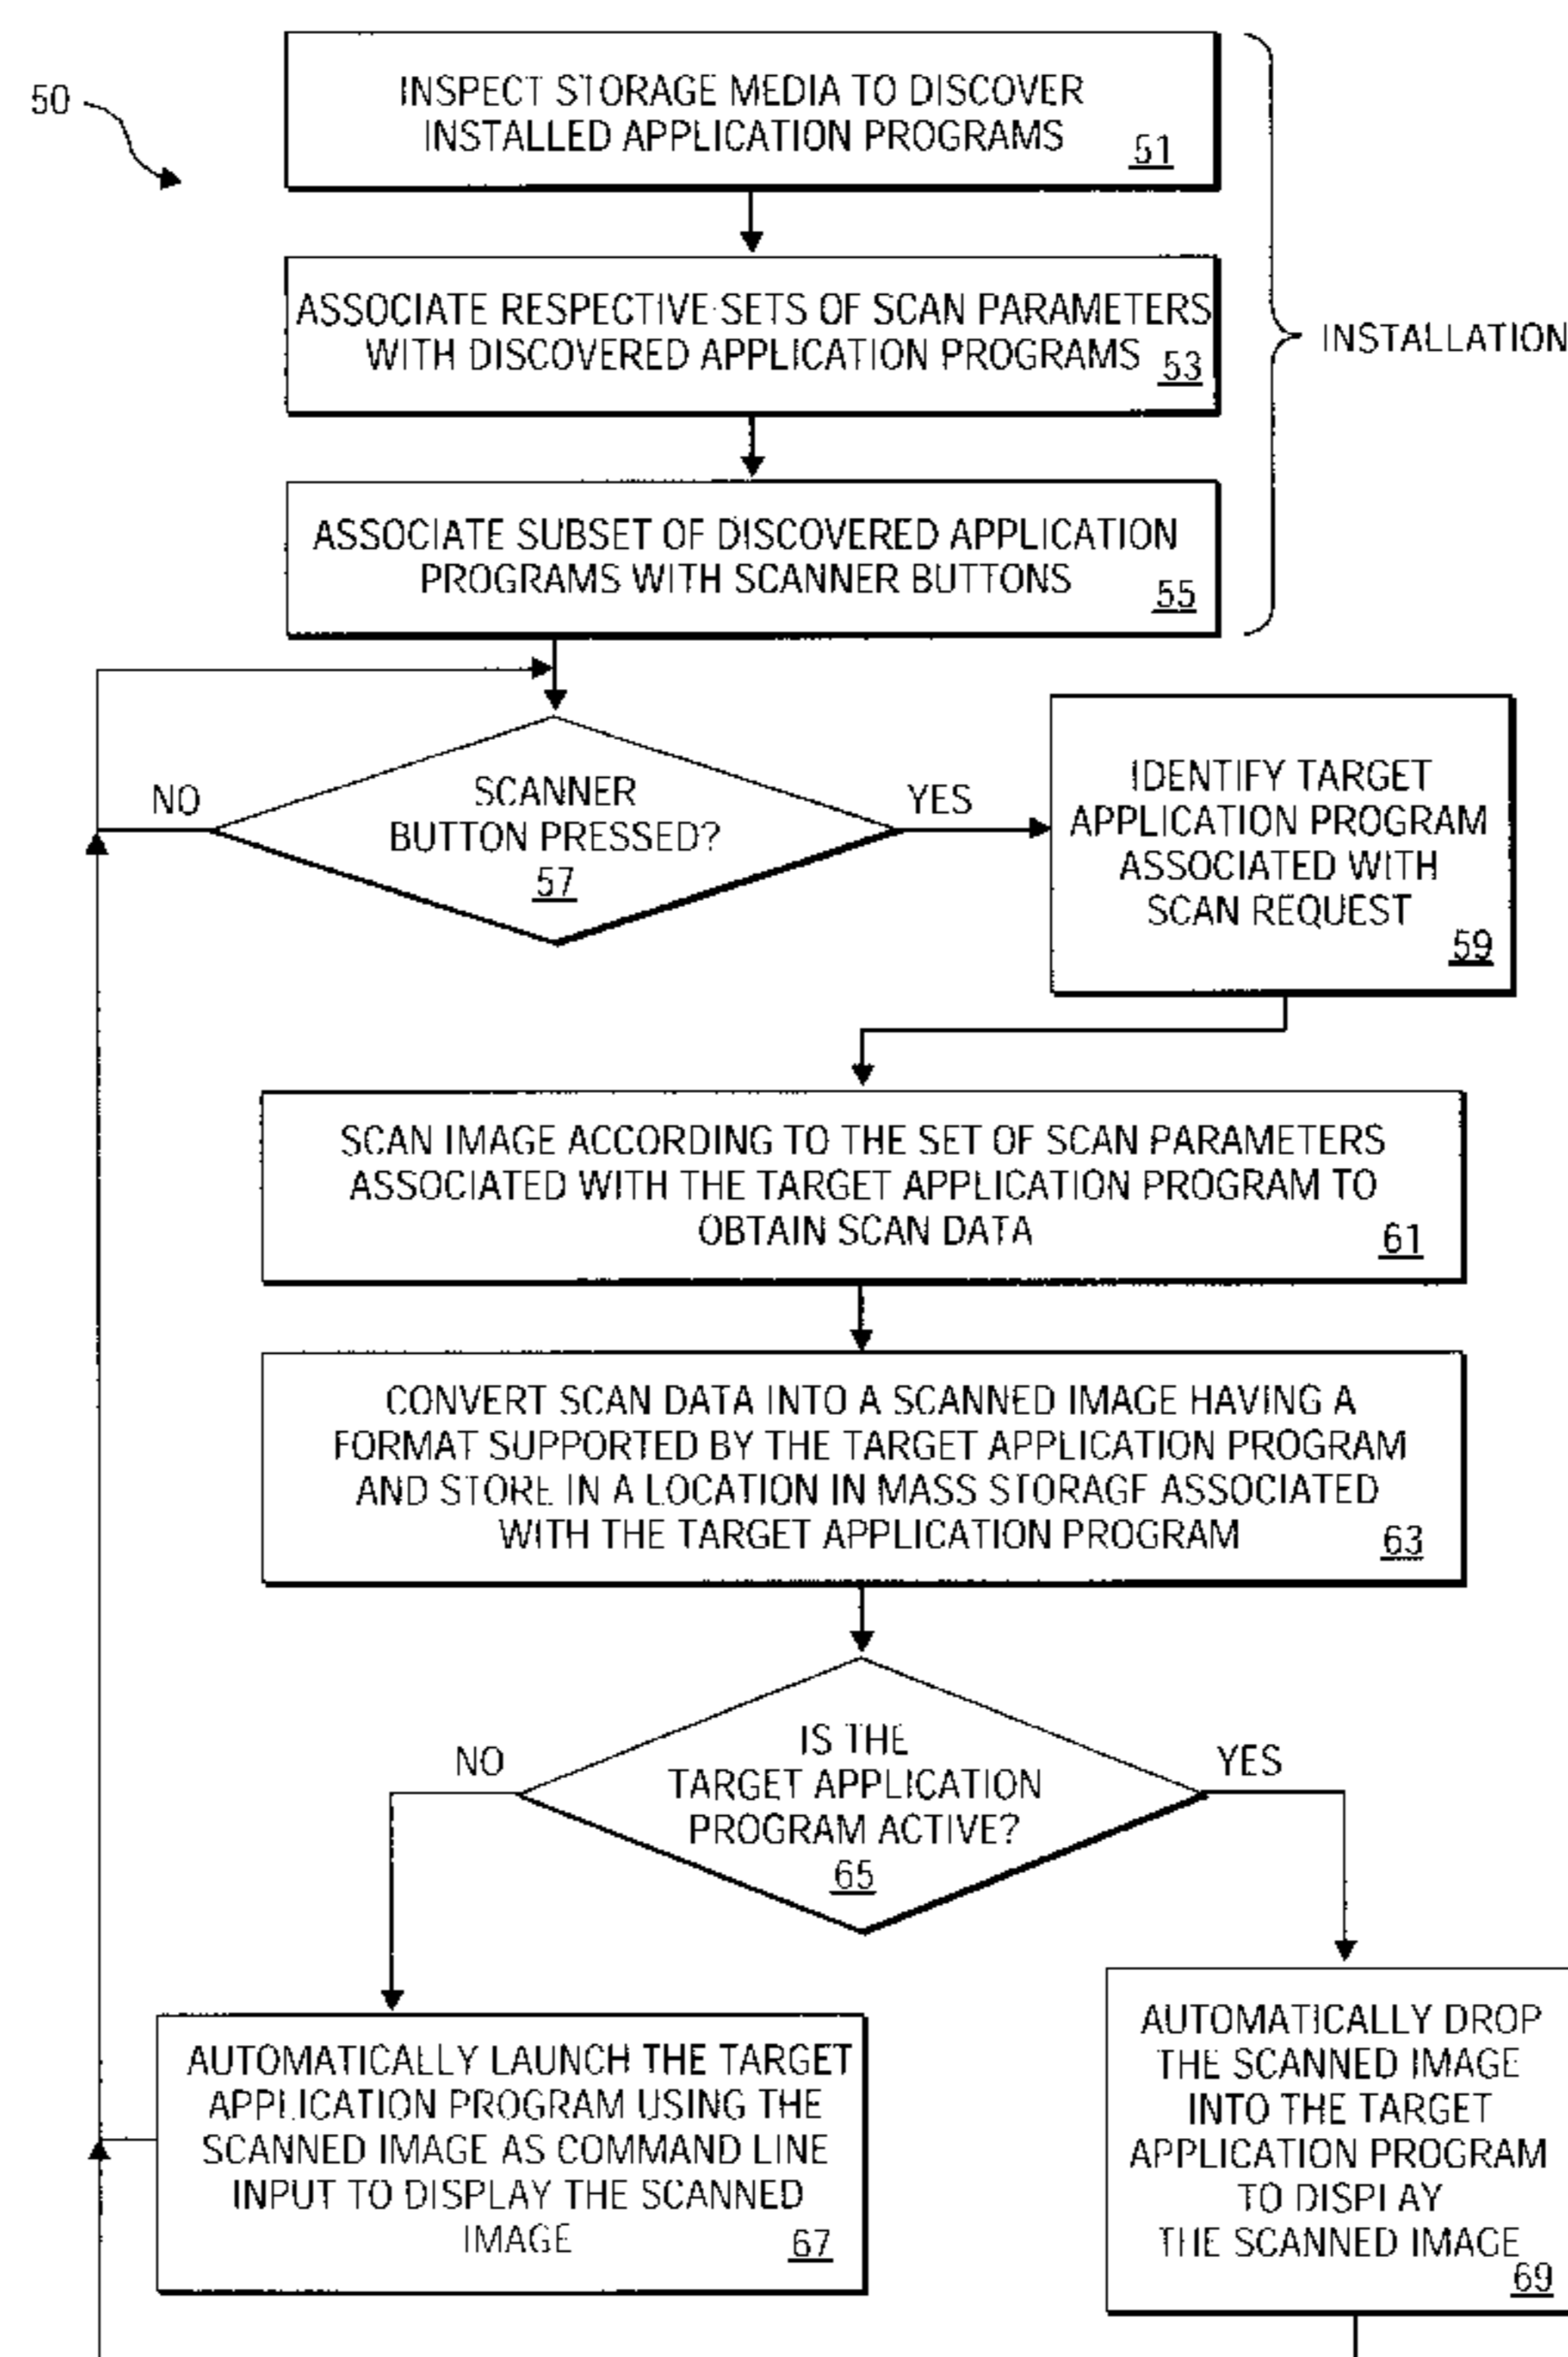 50
INSPECT STORAGE MEDIA TO DISCOVER
INSTALLED APPLICATION PROGRAMS
51
ASSOCIATE RESPECTIVE SETS OF SCAN PARAMETERS
WITH DISCOVERED APPLICATION PROGRAMS
53
INSTALLATION
ASSOCIATE SUBSET OF DISCOVERED APPLICATION
PROGRAMS WITH SCANNER BUTTONS
55
NO
SCANNER
BUTTON PRESSED?
57
YES
IDENTIFY TARGET
APPLICATION PROGRAM
ASSOCIATED WITH
SCAN REQUEST
59
SCAN IMAGE ACCORDING TO THE SET OF SCAN PARAMETERS
ASSOCIATED WITH THE TARGET APPLICATION PROGRAM TO
OBTAIN SCAN DATA
61
CONVERT SCAN DATA INTO A SCANNED IMAGE HAVING A
FORMAT SUPPORTED BY THE TARGET APPLICATION PROGRAM
AND STORE IN A LOCATION IN MASS STORAGE ASSOCIATED
WITH THE TARGET APPLICATION PROGRAM
63
NO
IS THE
TARGET APPLICATION
PROGRAM ACTIVE?
65
YES
AUTOMATICALLY LAUNCH THE TARGET
APPLICATION PROGRAM USING THE
SCANNED IMAGE AS COMMAND LINE
INPUT TO DISPLAY THE SCANNED
IMAGE
67
AUTOMATICALLY DROP
THE SCANNED IMAGE
INTO THE TARGET
APPLICATION PROGRAM
TO DISPLAY
THE SCANNED IMAGE
69